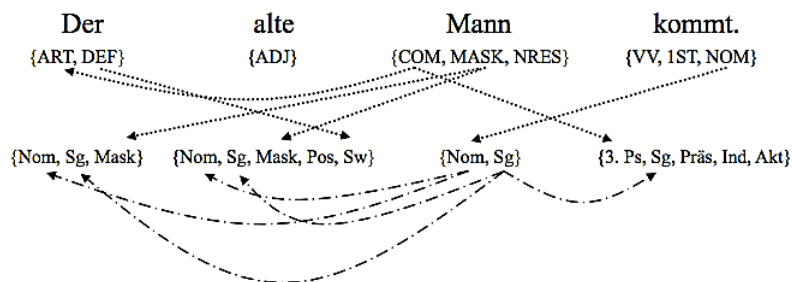 Der alte Mann kommt.
{ART, DEF} {ADJ} {COM, MASK, NRES} {VV, 1ST, NOM}
{Nom, Sg, Mask} {Nom, Sg, Mask, Pos, Sw} {Nom, Sg} {3. Ps, Sg, Präs, Ind, Akt}